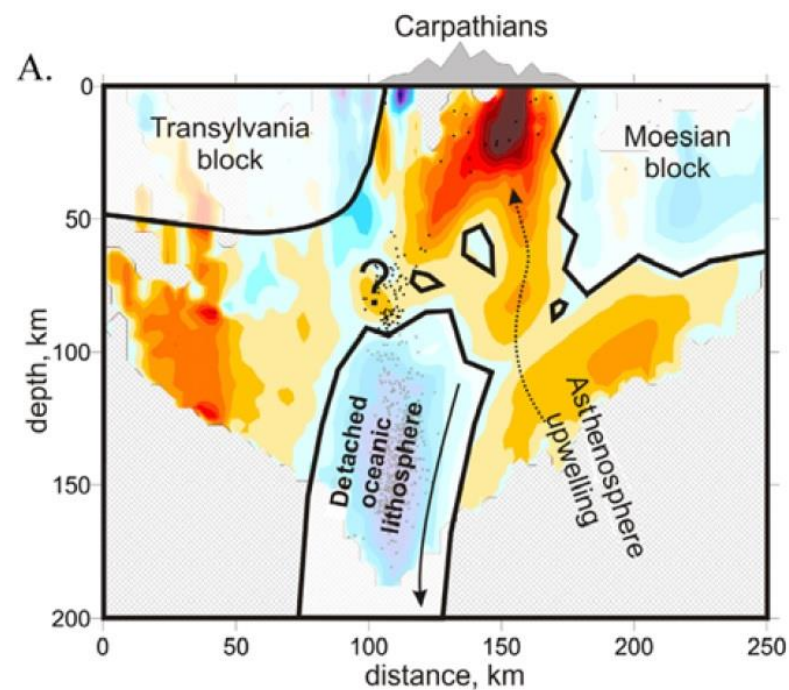 Carpathians
A.
0
Transylvania
block
Moesian
block
50
?
100
depth, km
Detached
oceanic
lithosphere
Asthenosphere
upwelling
150
200
0
50
100
150
200
250
distance, km